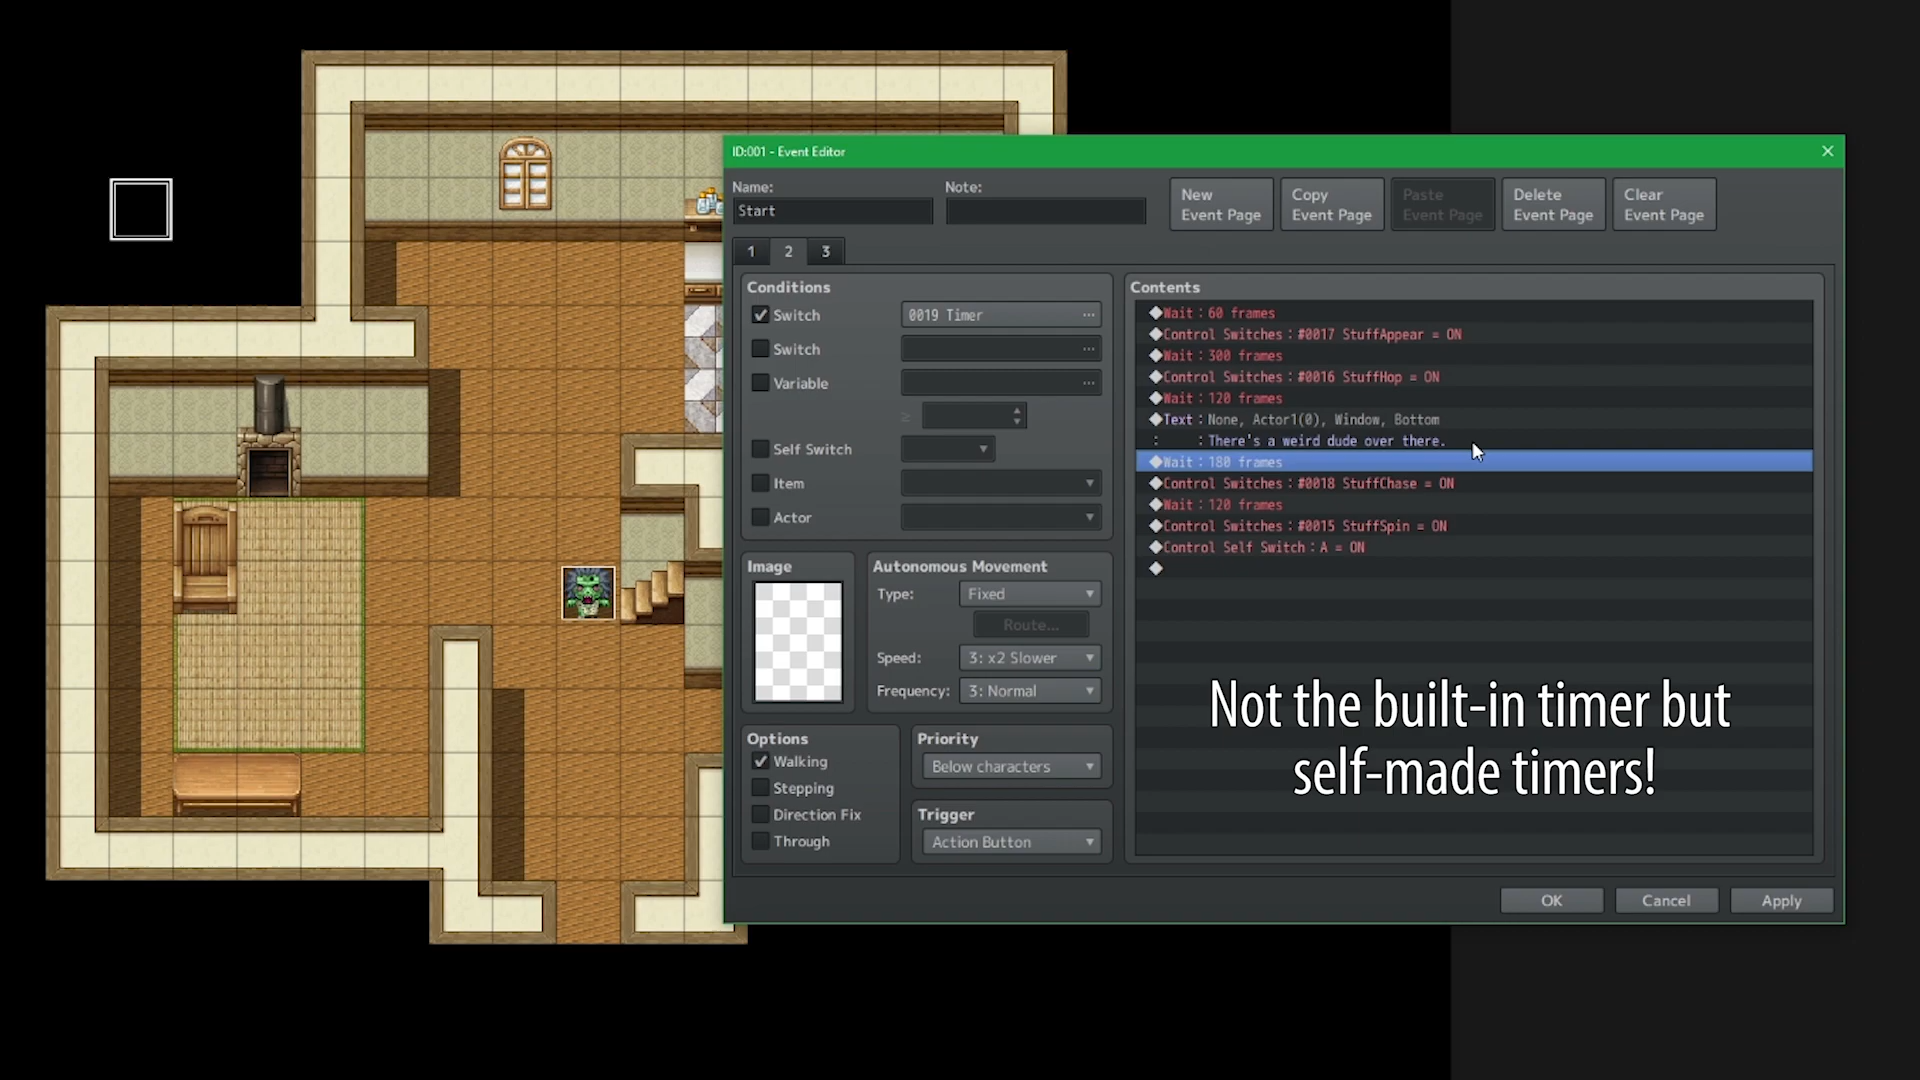 ID:001 - Event Editor
Name:
Note:
Start
New
Event Page
Copy
Event Page
Paste
Event Page
Delete
Event Page
Clear
Event Page
1
2
3
Conditions
Switch
0019 Timer
...
Switch
...
Variable
...
≥
Self Switch
Item
Actor
Image
Autonomous Movement
Type:
Fixed
Route...
Speed:
3: x2 Slower
Frequency:
3: Normal
Options
Walking
Stepping
Direction Fix
Through
Priority
Below characters
Trigger
Action Button
Contents
◆Wait : 60 frames
◆Control Switches : #0017 StuffAppear = ON
◆Wait : 300 frames
◆Control Switches : #0016 StuffHop = ON
◆Wait : 120 frames
◆Text : None, Actor1(0), Window, Bottom
: : There's a weird dude over there.
◆Wait : 180 frames
◆Control Switches : #0018 StuffChase = ON
◆Wait : 120 frames
◆Control Switches : #0015 StuffSpin = ON
◆Control Self Switch : A = ON
◆
Not the built-in timer but
self-made timers!
OK
Cancel
Apply